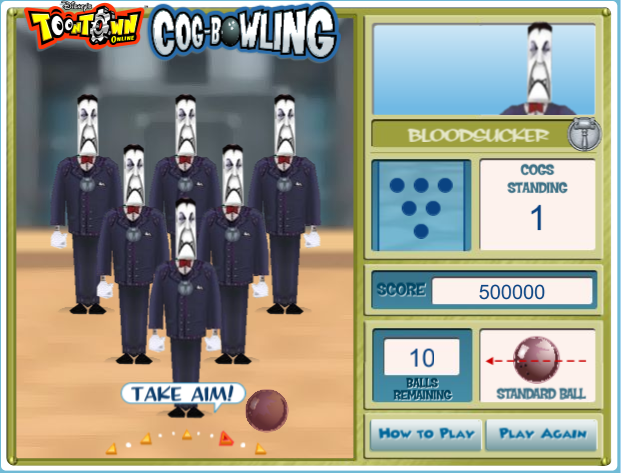 Disney's
TOONTOWN
ONLINE
COG-BOWLING
BLOODSUCKER
COGS
STANDING
1
SCORE 500000
10
BALLS
REMAINING
STANDARD BALL
TAKE AIM!
HOW TO PLAY
PLAY AGAIN